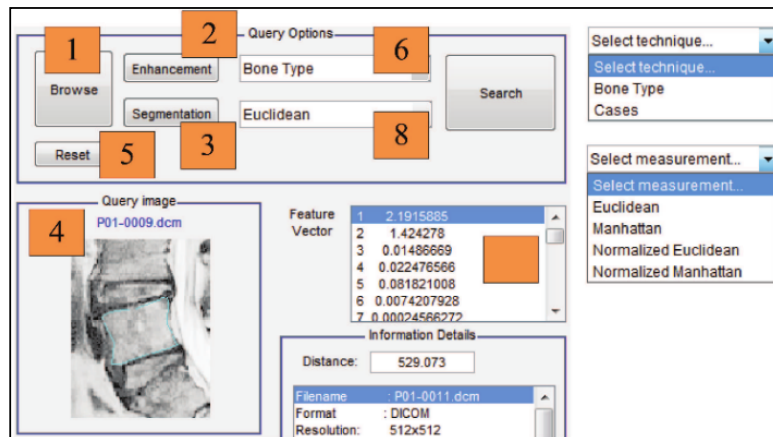 Query Options
1
2
6
Browse
Enhancement
Bone Type
Search
Segmentation
Euclidean
3
8
Reset
5
Select technique...
Select technique...
Bone Type
Cases
Select measurement...
Select measurement...
Euclidean
Manhattan
Normalized Euclidean
Normalized Manhattan
Query image
4
P01-0009.dcm
Feature Vector
1 2.1915885
2 1.424278
3 0.01486669
4 0.022476566
5 0.081821008
6 0.0074207928
7 0.00024566272
Information Details
Distance: 529.073
Filename : P01-0011.dcm
Format : DICOM
Resolution: 512x512